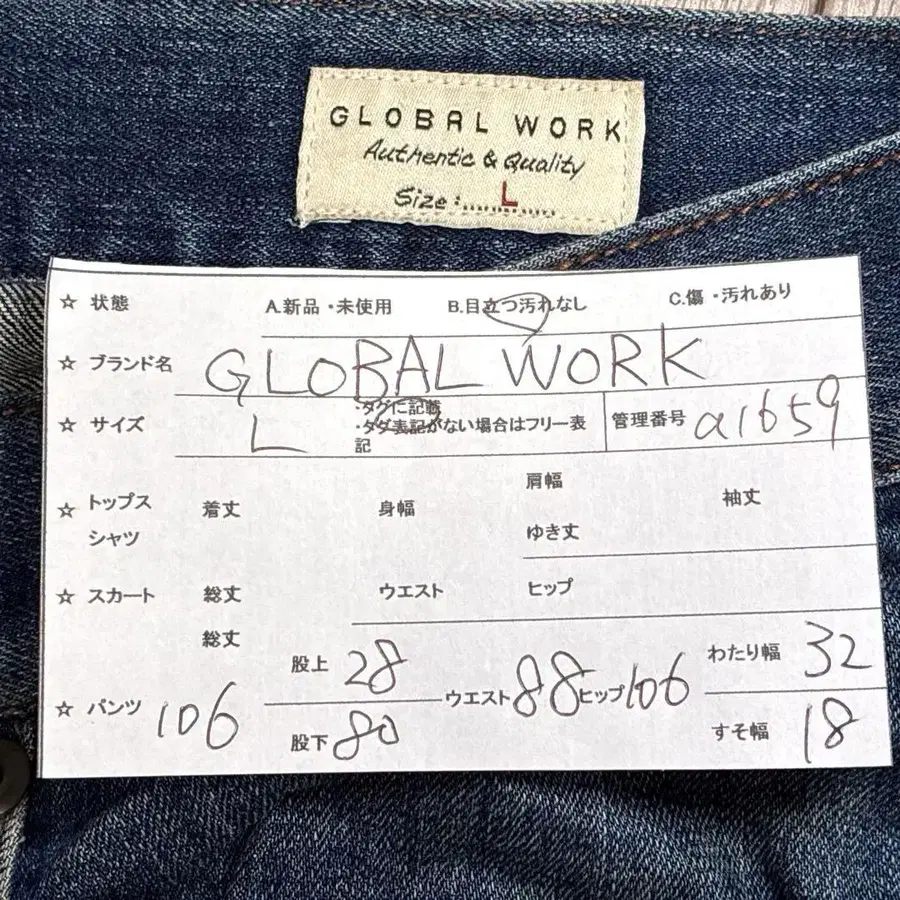 GLOBAL WORK
Authentic & Quality
Size:............ L
☆ 状態 A.新品・未使用 B.目立つ汚れなし C.傷・汚れあり
☆ ブランド名 GLOBAL WORK
☆ サイズ L ・タグに記載
・タグ表記がない場合はフリー表
記
管理番号 a1659
☆ トップス
シャツ
着丈 身幅 肩幅 袖丈
ゆき丈
☆ スカート 総丈 ウエスト ヒップ
総丈
☆ パンツ 106
股上 28
股下 80
ウエスト 88 ヒップ 106
わたり幅 32
すそ幅 18